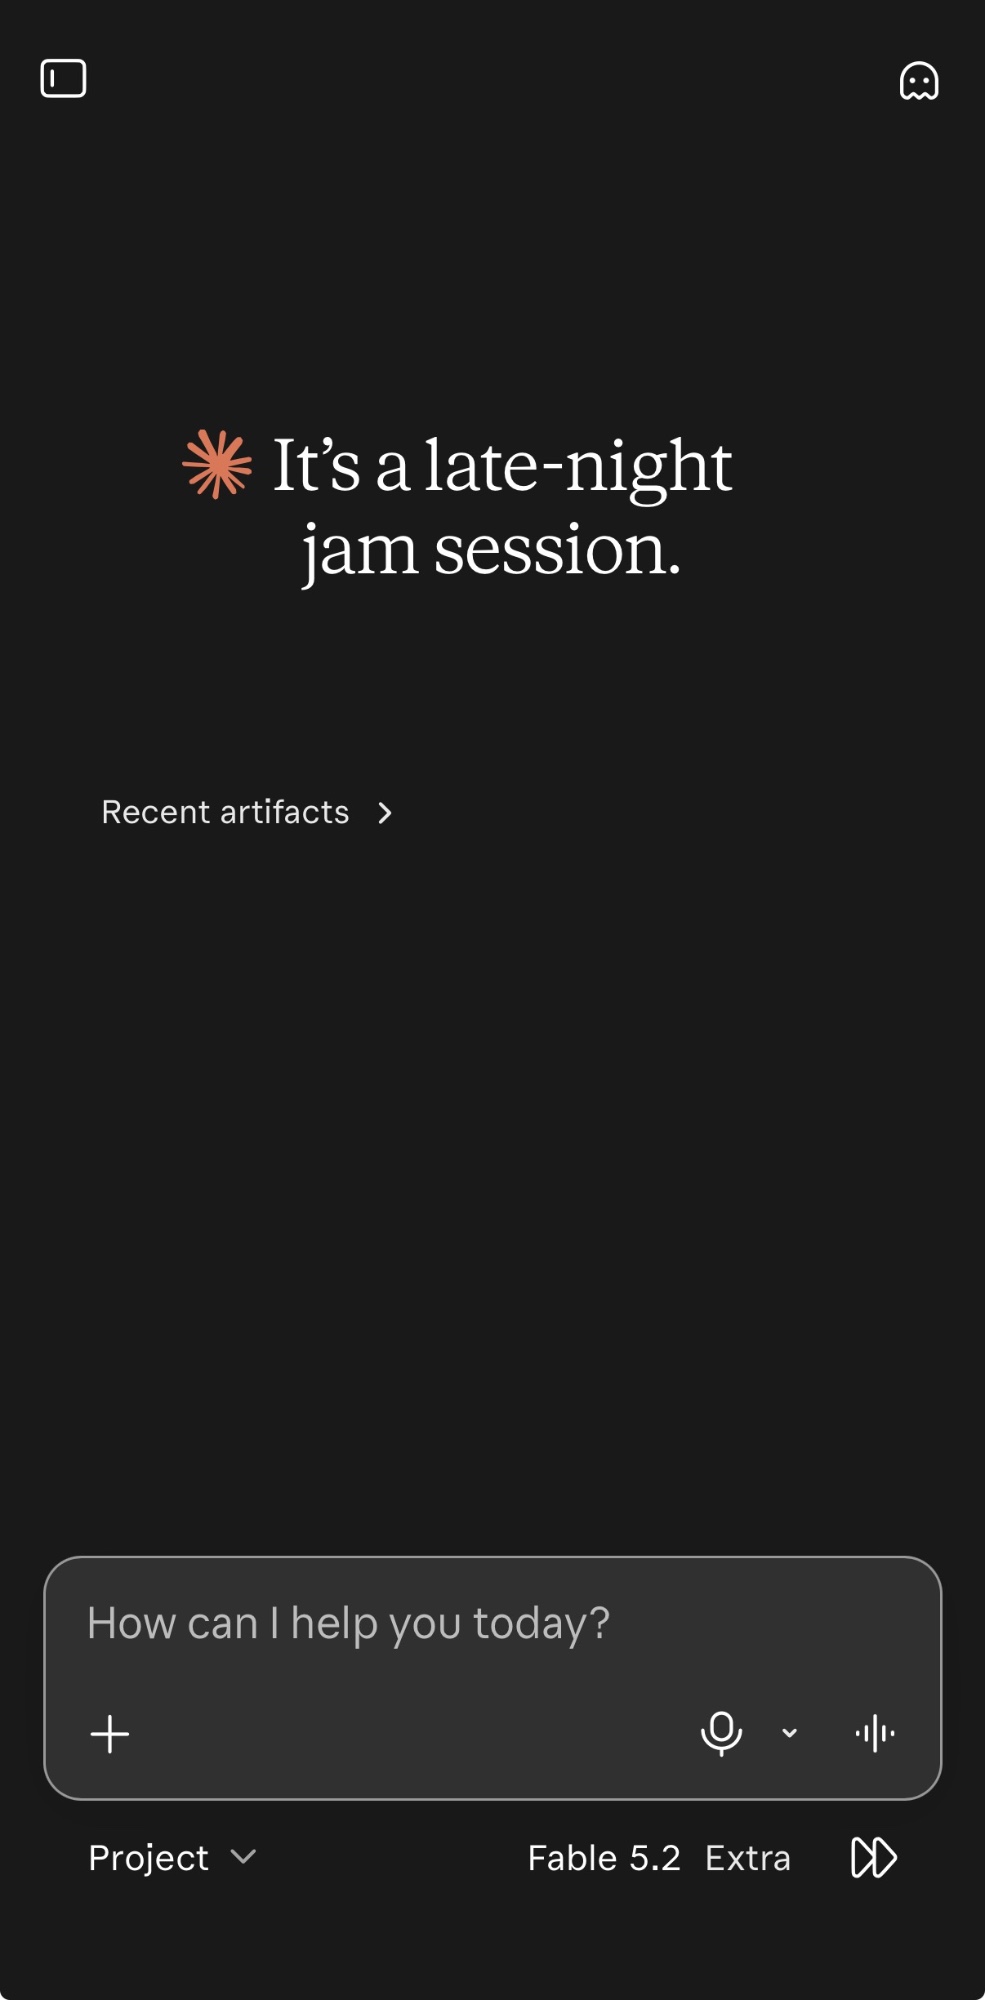 It’s a late-night
jam session.
Recent artifacts
How can I help you today?
Project
Fable 5.2 Extra